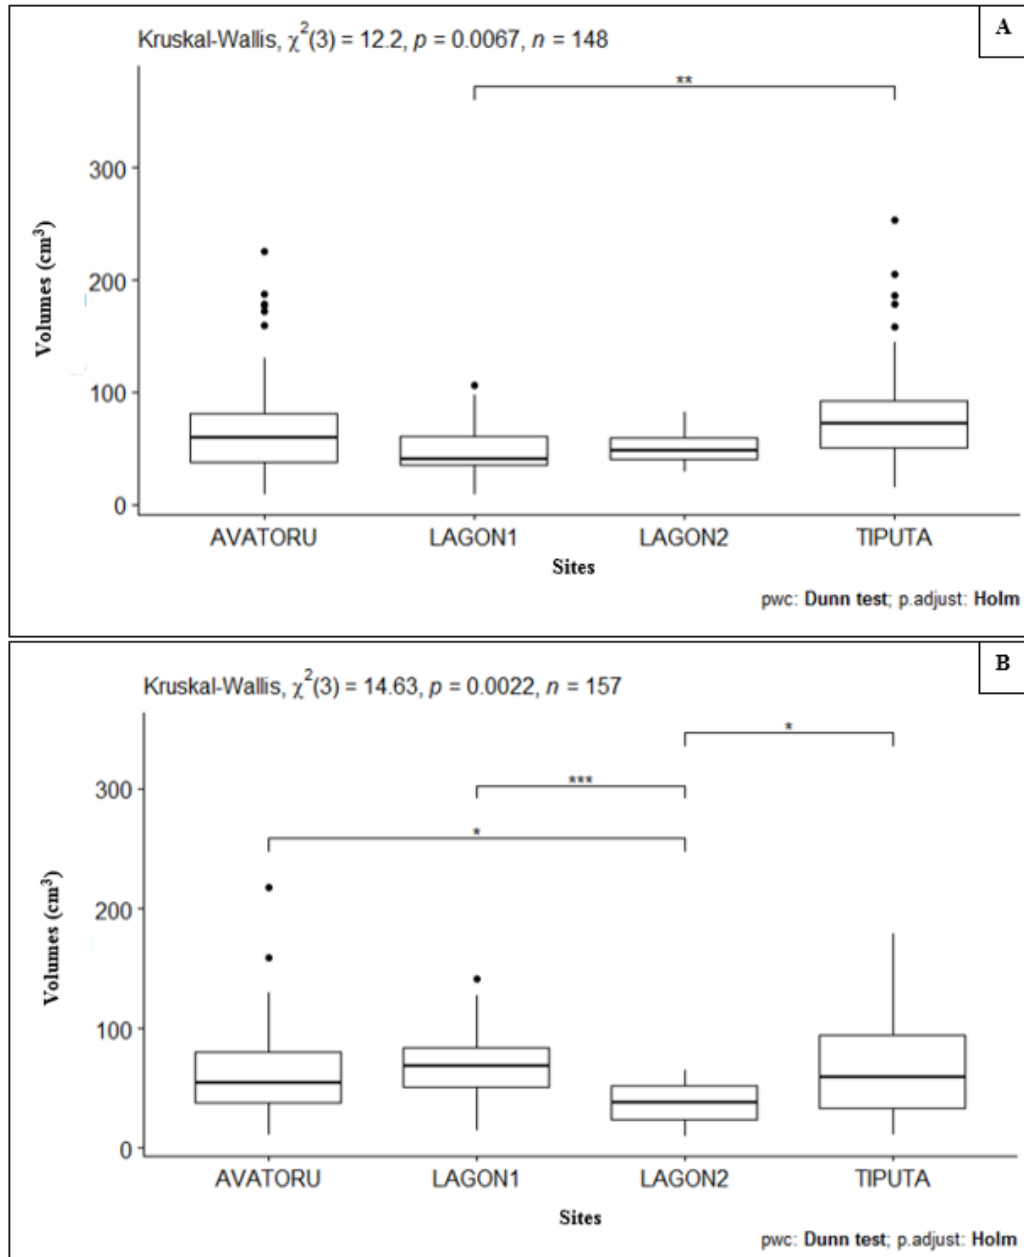 A
Kruskal-Wallis, χ²(3) = 12.2, p = 0.0067, n = 148
**
300
200
100
0
Volumes (cm³)
AVATORU LAGON1 LAGON2 TIPUTA
Sites
pwc: Dunn test; p.adjust: Holm
B
Kruskal-Wallis, χ²(3) = 14.63, p = 0.0022, n = 157
*
***
*
300
200
100
0
Volumes (cm³)
AVATORU LAGON1 LAGON2 TIPUTA
Sites
pwc: Dunn test; p.adjust: Holm